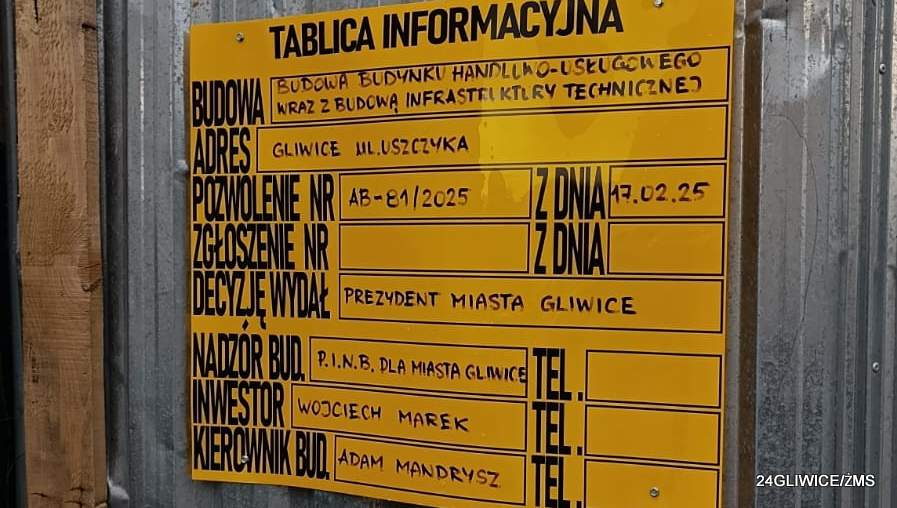 TABLICA INFORMACYJNA
BUDOWA BUDOWA BUDYNKU HANDLOWO-USŁUGOWEGO
WRAZ Z BUDOWĄ INFRASTRUKTURY TECHNICZNEJ
ADRES GLIWICE UL.USZCZYKA
POZWOLENIE NR AB-81/2025 Z DNIA 17.02.25
ZGŁOSZENIE NR Z DNIA
DECYZJĘ WYDAŁ PREZYDENT MIASTA GLIWICE
NADZÓR BUD. P.I.N.B. DLA MIASTA GLIWICE TEL.
INWESTOR WOJCIECH MAREK TEL.
KIEROWNIK BUD. ADAM MANDRYSZ TEL.
24GLIWICE/ŻMS